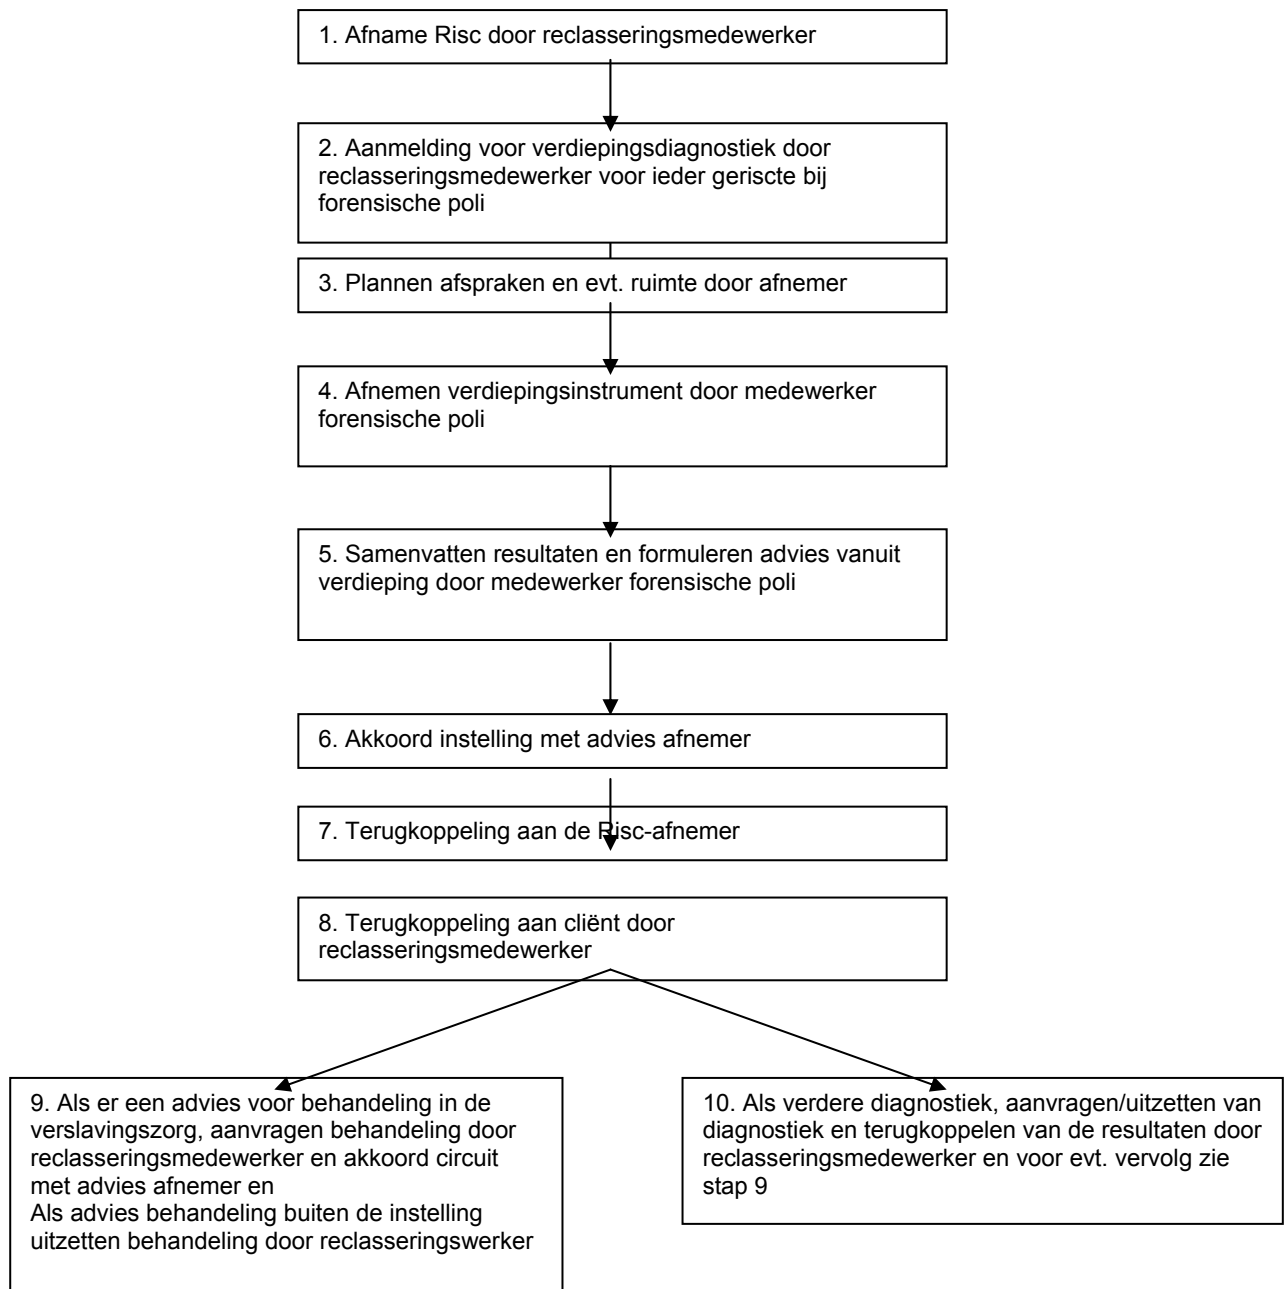 1. Afname Risc door reclasseringsmedewerker
2. Aanmelding voor verdiepingsdiagnostiek door
reclasseringsmedewerker voor ieder geriscte bij
forensische poli
3. Plannen afspraken en evt. ruimte door afnemer
4. Afnemen verdiepingsinstrument door medewerker
forensische poli
5. Samenvatten resultaten en formuleren advies vanuit
verdieping door medewerker forensische poli
6. Akkoord instelling met advies afnemer
7. Terugkoppeling aan de Risc-afnemer
8. Terugkoppeling aan cliënt door
reclasseringsmedewerker
9. Als er een advies voor behandeling in de
verslavingszorg, aanvragen behandeling door
reclasseringsmedewerker en akkoord circuit
met advies afnemer en
Als advies behandeling buiten de instelling
uitzetten behandeling door reclasseringswerker
10. Als verdere diagnostiek, aanvragen/uitzetten van
diagnostiek en terugkoppelen van de resultaten door
reclasseringsmedewerker en voor evt. vervolg zie
stap 9